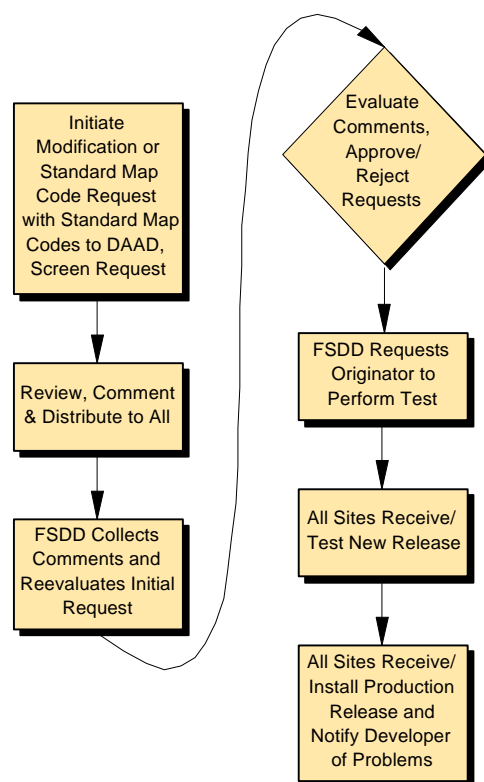 Initiate
Modification or
Standard Map
Code Request
with Standard Map
Codes to DAAD,
Screen Request
Review, Comment
& Distribute to All
FSDD Collects
Comments and
Reevaluates Initial
Request
Evaluate
Comments,
Approve/
Reject
Requests
FSDD Requests
Originator to
Perform Test
All Sites Receive/
Test New Release
All Sites Receive/
Install Production
Release and
Notify Developer
of Problems